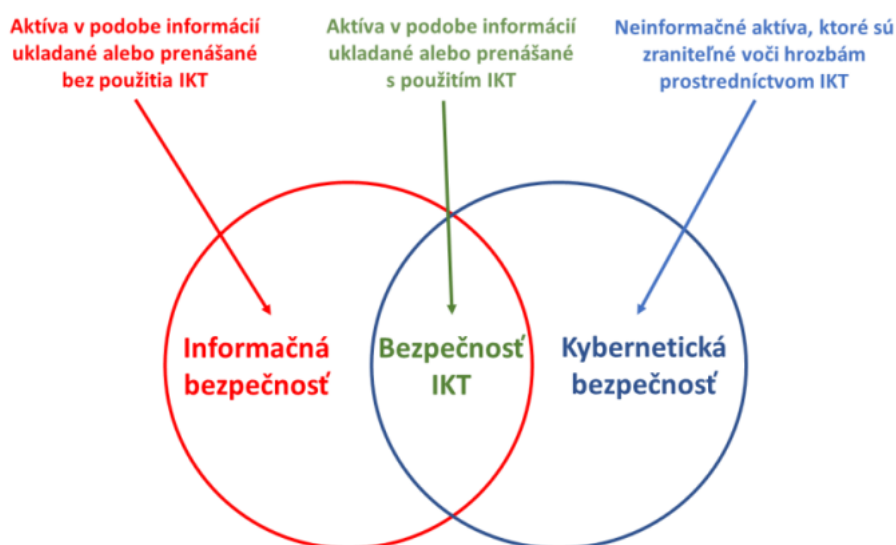 Aktíva v podobe informácií
ukladané alebo prenášané
bez použitia IKT
Aktíva v podobe informácií
ukladané alebo prenášané
s použitím IKT
Neinformačné aktíva, ktoré sú
zraniteľné voči hrozbám
prostredníctvom IKT
Informačná
bezpečnosť
Bezpečnosť
IKT
Kybernetická
bezpečnosť